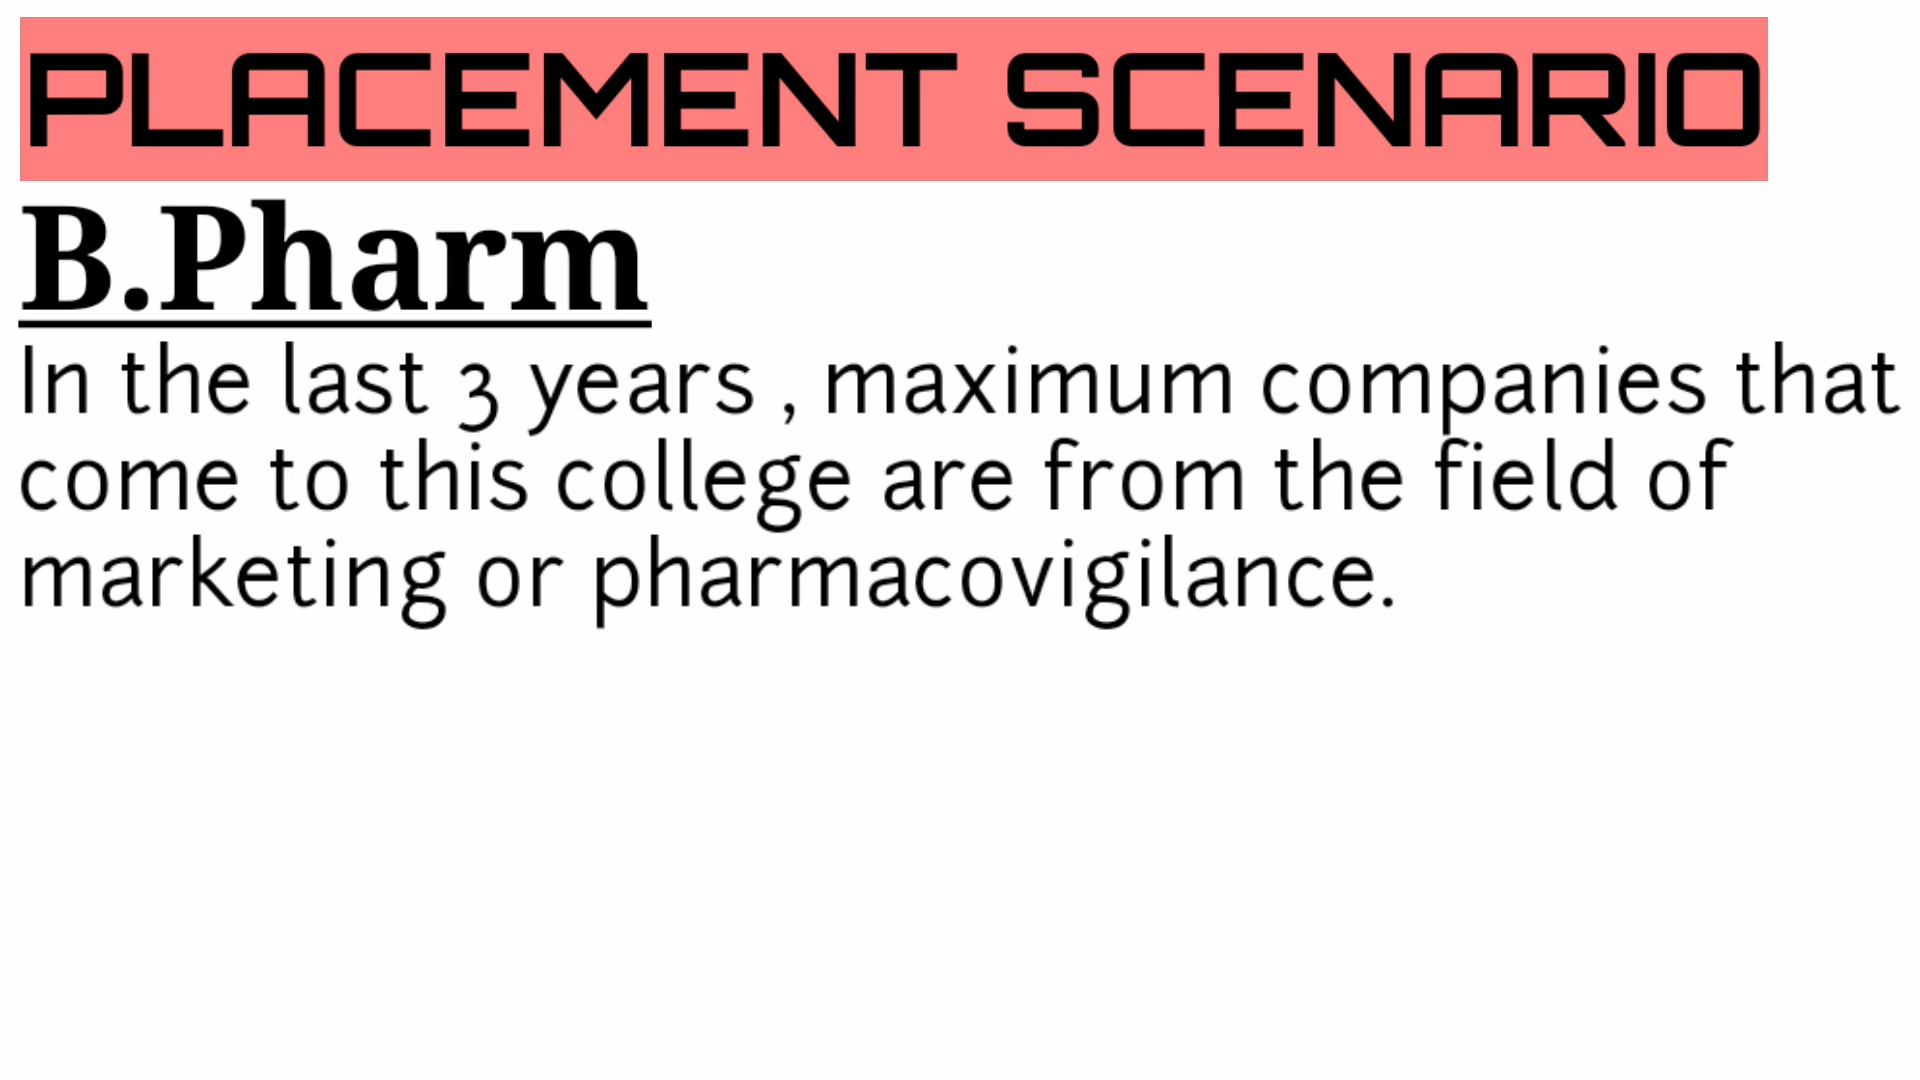 PLACEMENT SCENARIO
B.Pharm
In the last 3 years , maximum companies that
come to this college are from the field of
marketing or pharmacovigilance.